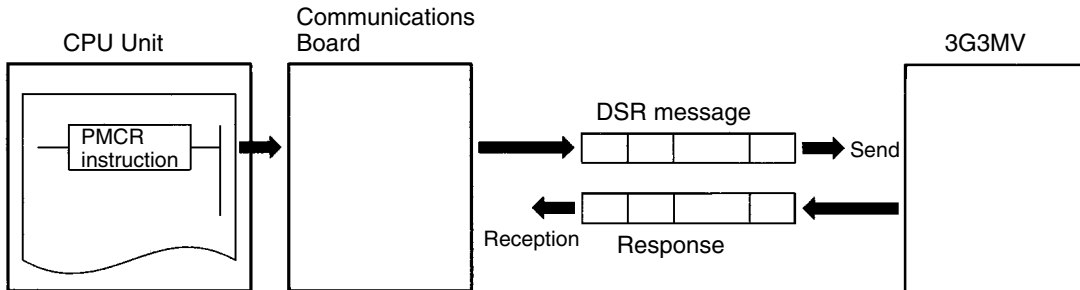 CPU Unit
Communications
Board
3G3MV
PMCR
instruction
DSR message
Send
Reception
Response